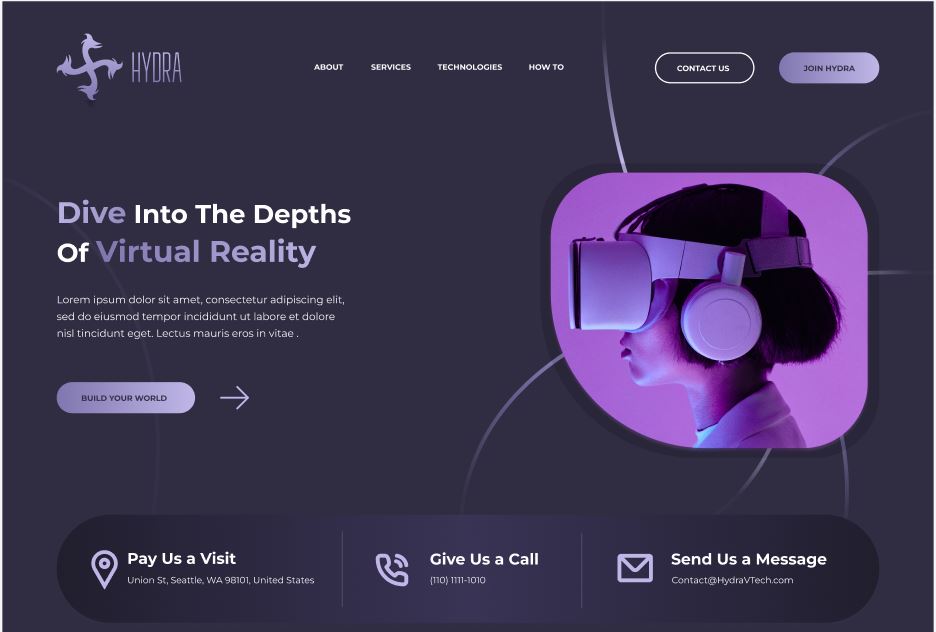 HYDRA
ABOUT SERVICES TECHNOLOGIES HOW TO
CONTACT US
JOIN HYDRA
Dive Into The Depths
Of Virtual Reality
Lorem ipsum dolor sit amet, consectetur adipiscing elit,
sed do eiusmod tempor incididunt ut labore et dolore
nisl tincidunt eget. Lectus mauris eros in vitae .
BUILD YOUR WORLD
Pay Us a Visit
Union St, Seattle, WA 98101, United States
Give Us a Call
(110) 1111-1010
Send Us a Message
Contact@HydraVTech.com